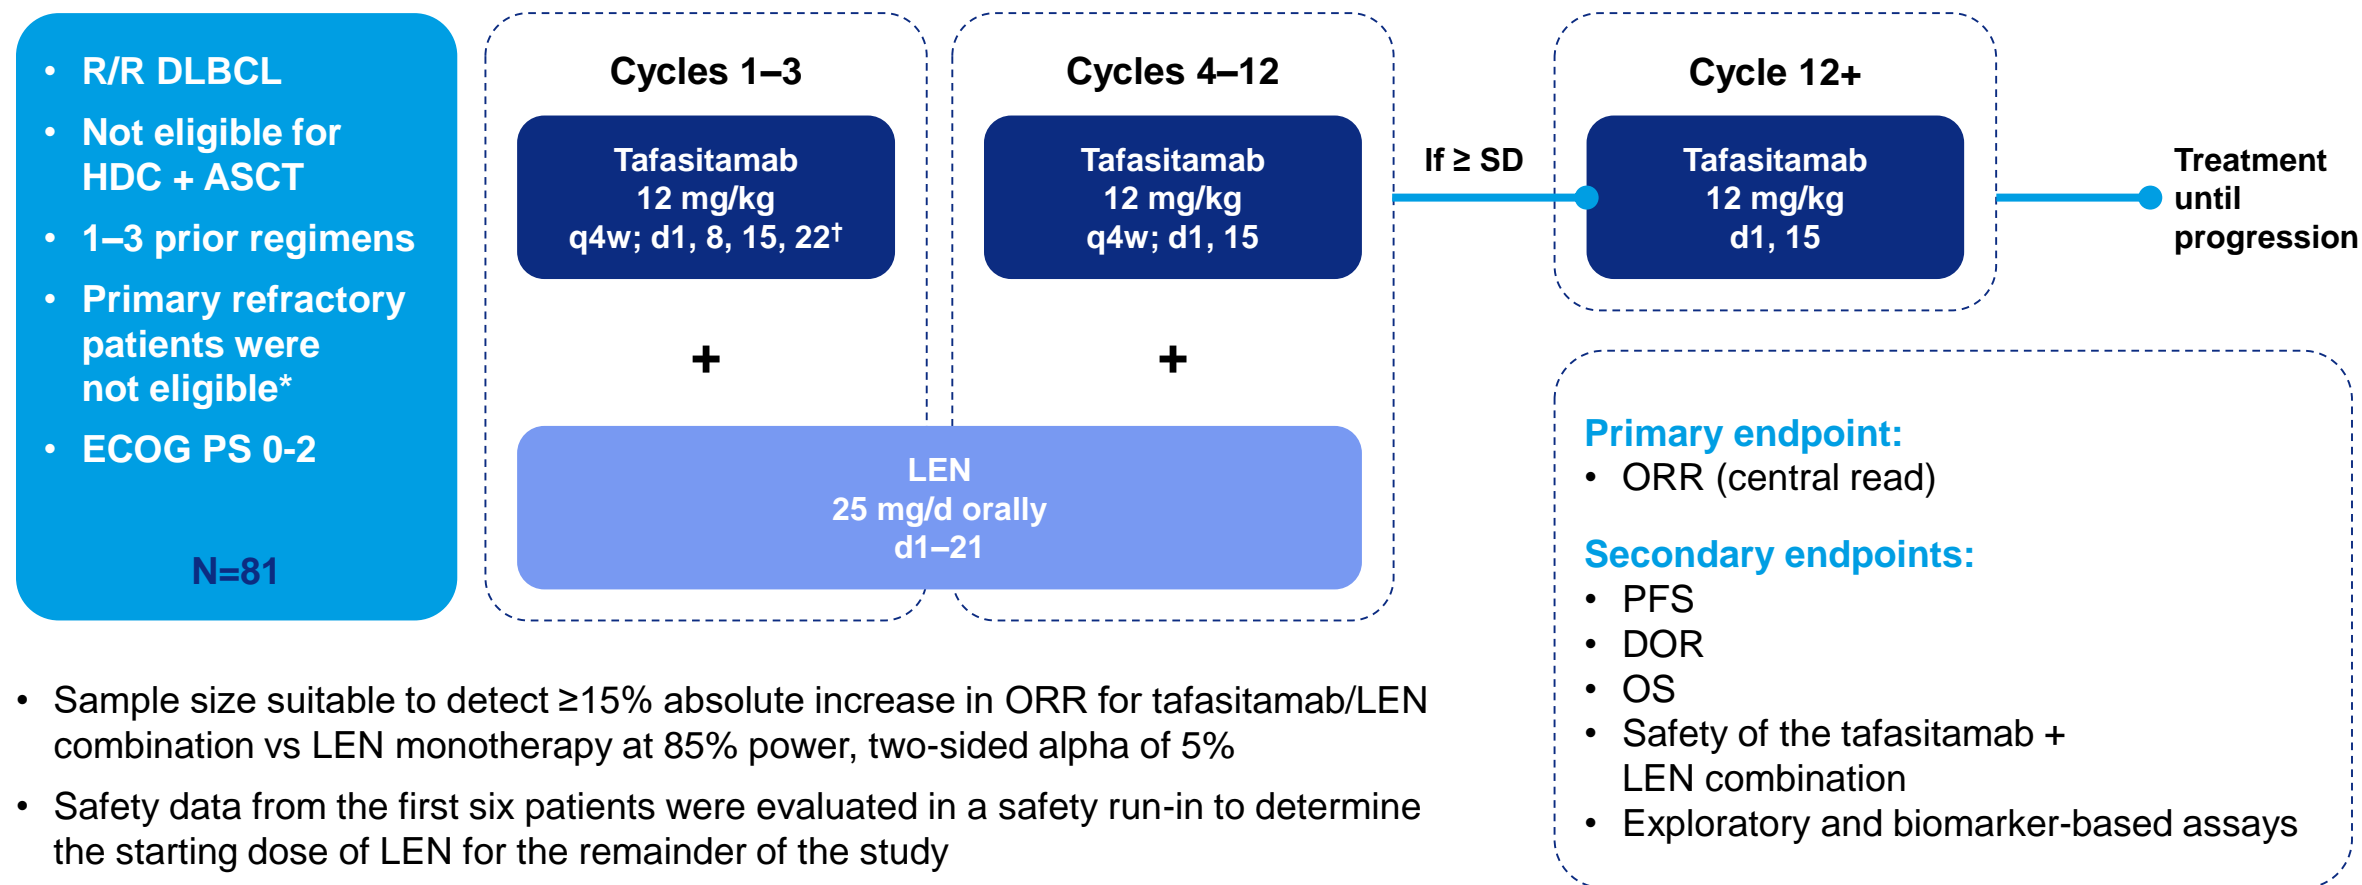 • R/R DLBCL
• Not eligible for
HDC + ASCT
• 1–3 prior regimens
• Primary refractory
patients were
not eligible*
• ECOG PS 0-2
N=81
Cycles 1–3
Tafasitamab
12 mg/kg
q4w; d1, 8, 15, 22†
+
Cycles 4–12
Tafasitamab
12 mg/kg
q4w; d1, 15
+
LEN
25 mg/d orally
d1–21
If ≥ SD
Cycle 12+
Tafasitamab
12 mg/kg
d1, 15
Treatment
until
progression
Primary endpoint:
• ORR (central read)
Secondary endpoints:
• PFS
• DOR
• OS
• Safety of the tafasitamab +
LEN combination
• Exploratory and biomarker-based assays
• Sample size suitable to detect ≥15% absolute increase in ORR for tafasitamab/LEN
combination vs LEN monotherapy at 85% power, two-sided alpha of 5%
• Safety data from the first six patients were evaluated in a safety run-in to determine
the starting dose of LEN for the remainder of the study